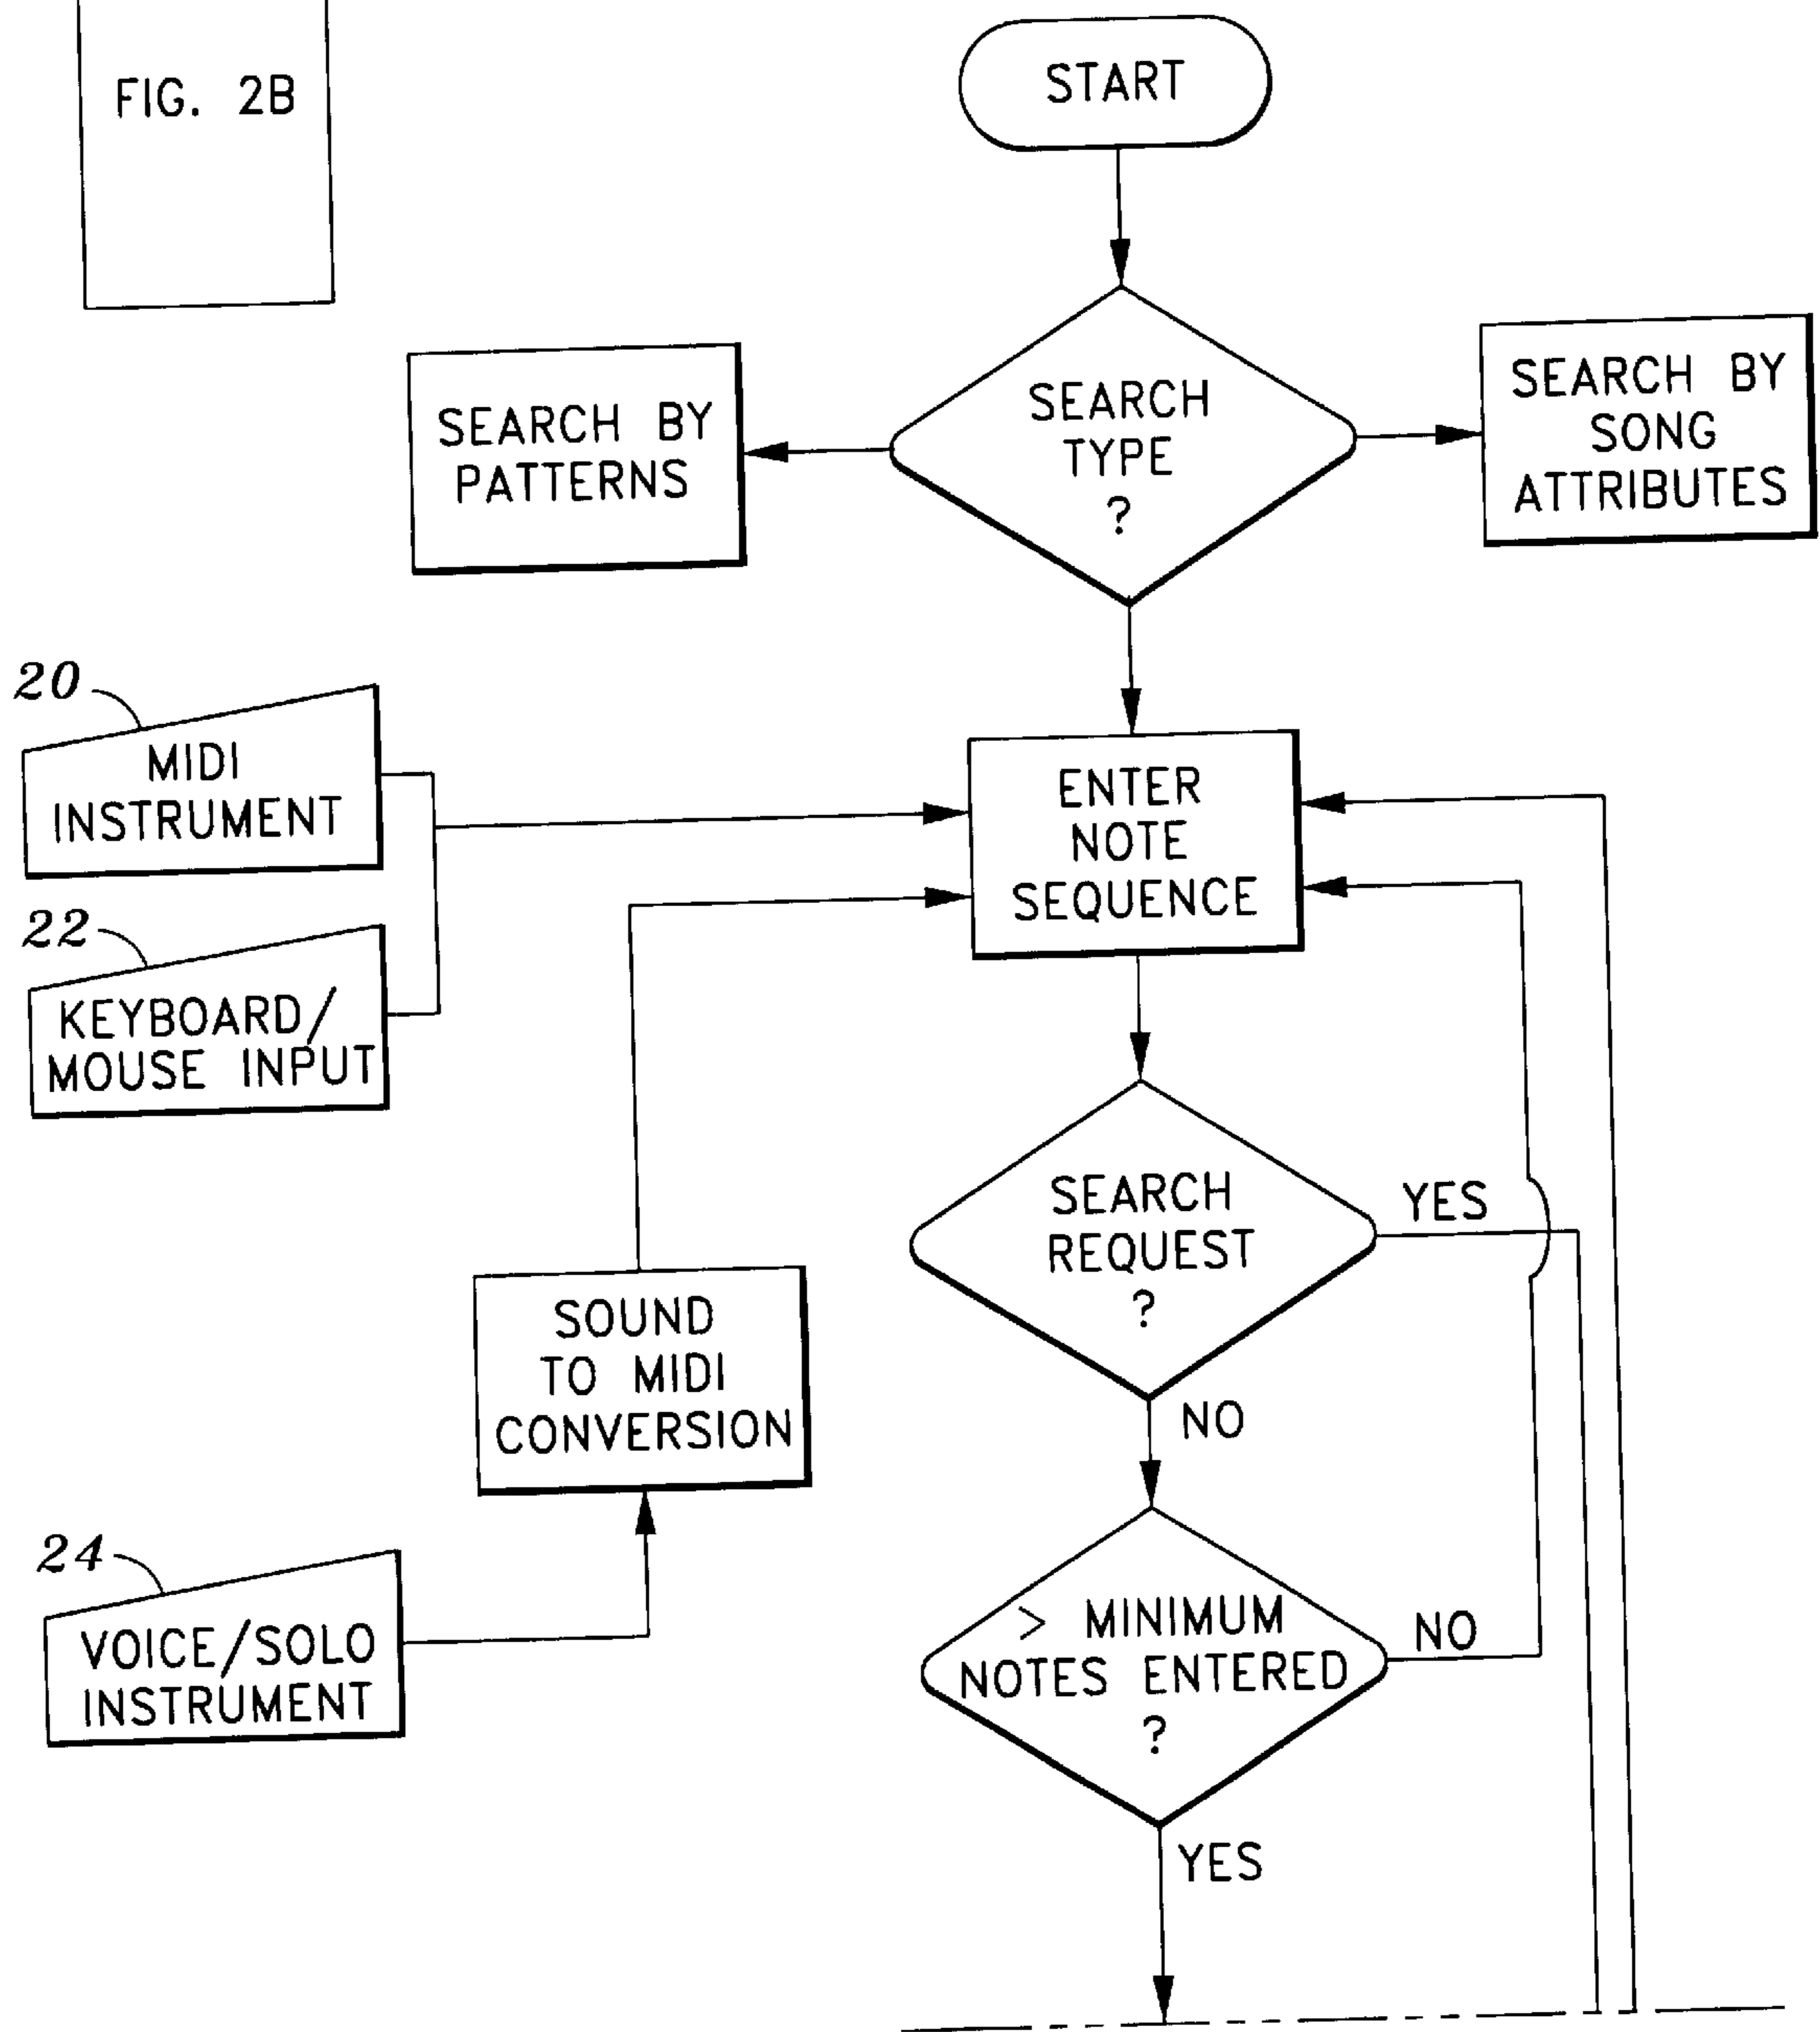 FIG. 2B
START
SEARCH
TYPE
?
SEARCH BY
PATTERNS
SEARCH BY
SONG
ATTRIBUTES
20
MIDI
INSTRUMENT
ENTER
NOTE
SEQUENCE
22
KEYBOARD/
MOUSE INPUT
SEARCH
REQUEST
?
YES
NO
SOUND
TO MIDI
CONVERSION
24
VOICE/SOLO
INSTRUMENT
> MINIMUM
NOTES ENTERED
?
NO
YES